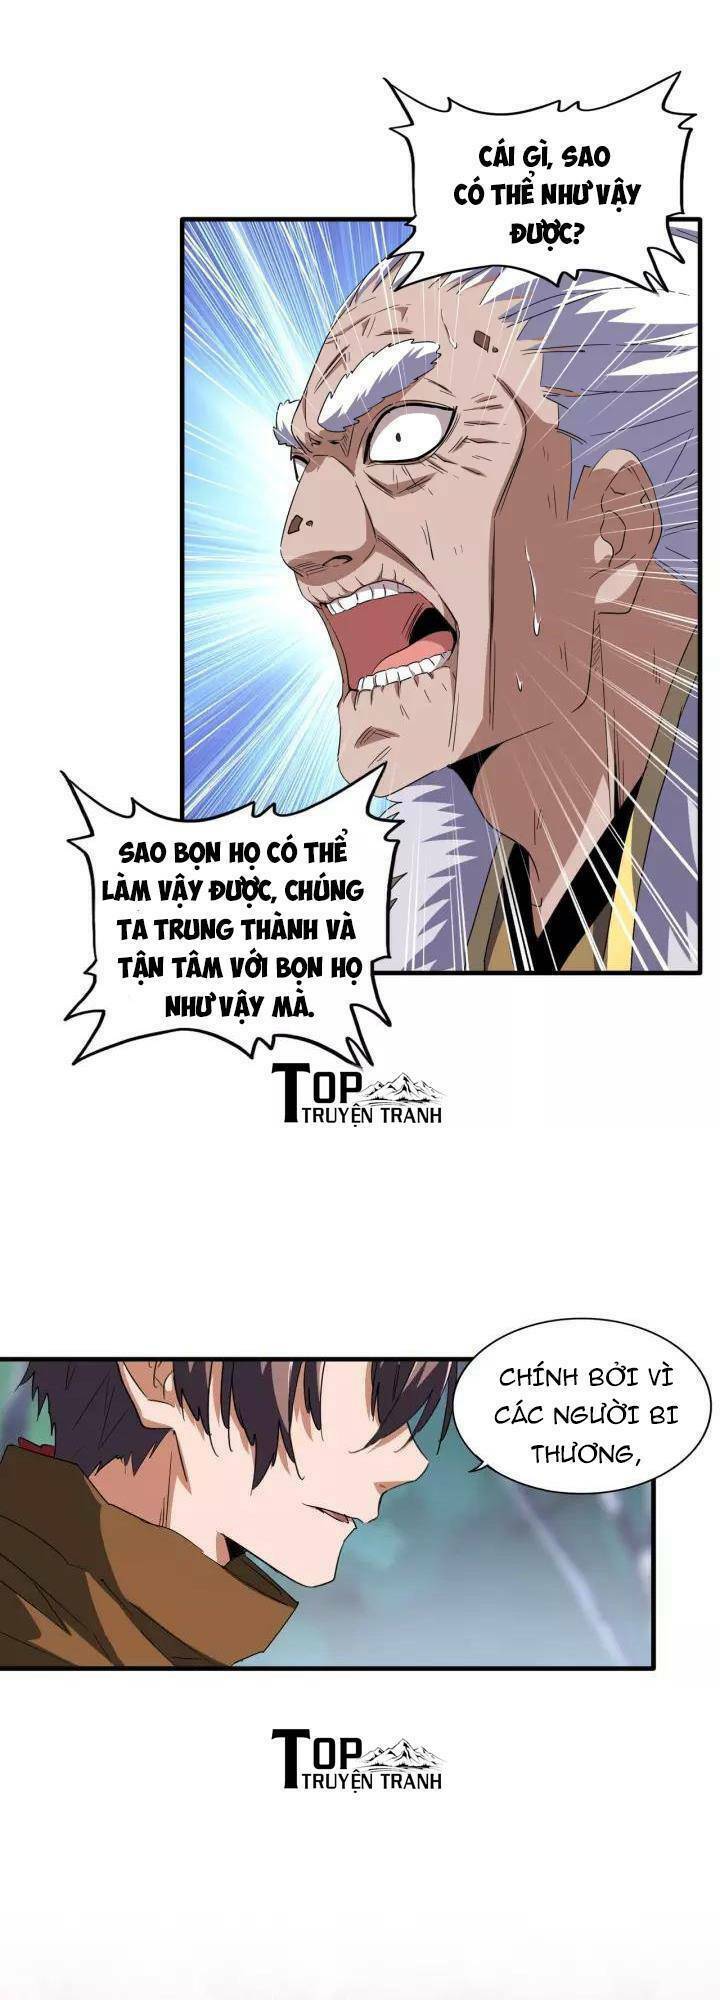 CÁI GÌ, SAO
CÓ THỂ NHƯ VẬY
ĐƯỢC?
SAO BỌN HỌ CÓ THỂ
LÀM VẬY ĐƯỢC, CHÚNG
TA TRUNG THÀNH VÀ
TẬN TÂM VỚI BỌN HỌ
NHƯ VẬY MÀ.
TOP
TRUYỆN TRANH
CHÍNH BỞI VÌ
CÁC NGƯỜI BI
THƯƠNG,
TOP
TRUYỆN TRANH